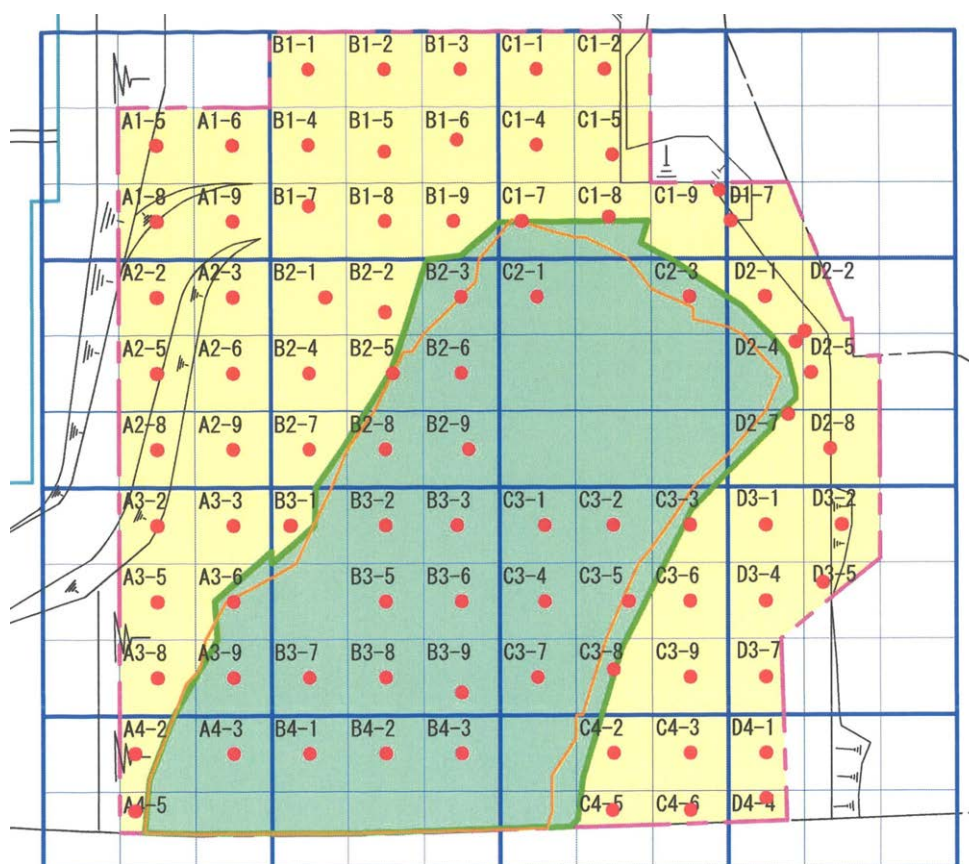 B1-1 B1-2 B1-3 C1-1 C1-2
A1-5 A1-6 B1-4 B1-5 B1-6 C1-4 C1-5
A1-8 A1-9 B1-7 B1-8 B1-9 C1-7 C1-8 C1-9 D1-7
A2-2 A2-3 B2-1 B2-2 B2-3 C2-1 C2-3 D2-1 D2-2
A2-5 A2-6 B2-4 B2-5 B2-6 D2-4 D2-5
A2-8 A2-9 B2-7 B2-8 B2-9 D2-7 D2-8
A3-2 A3-3 B3-1 B3-2 B3-3 C3-1 C3-2 C3-3 D3-1 D3-2
A3-5 A3-6 B3-5 B3-6 C3-4 C3-5 C3-6 D3-4 D3-5
A3-8 A3-9 B3-7 B3-8 B3-9 C3-7 C3-8 C3-9 D3-7
A4-2 A4-3 B4-1 B4-2 B4-3 C4-2 C4-3 D4-1
A4-5 C4-5 C4-6 D4-4